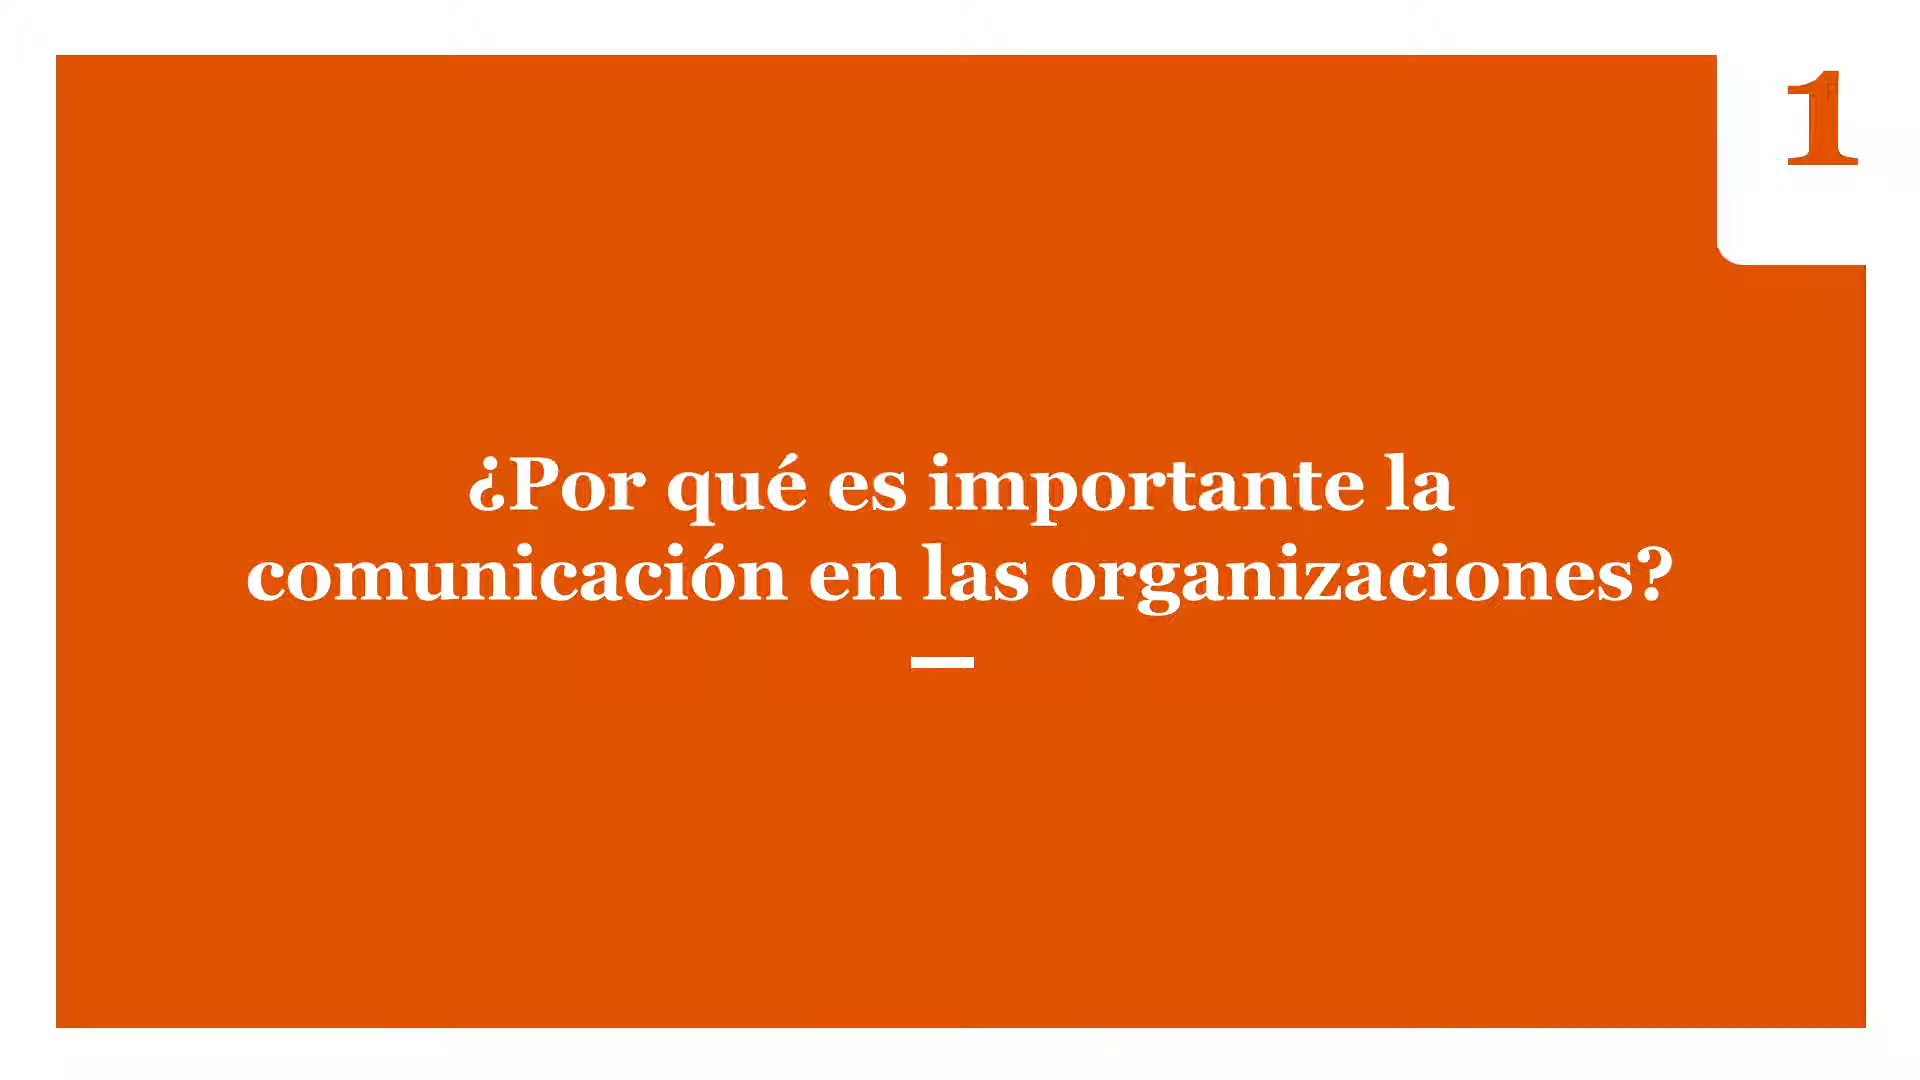 1
¿Por qué es importante la
comunicación en las organizaciones?